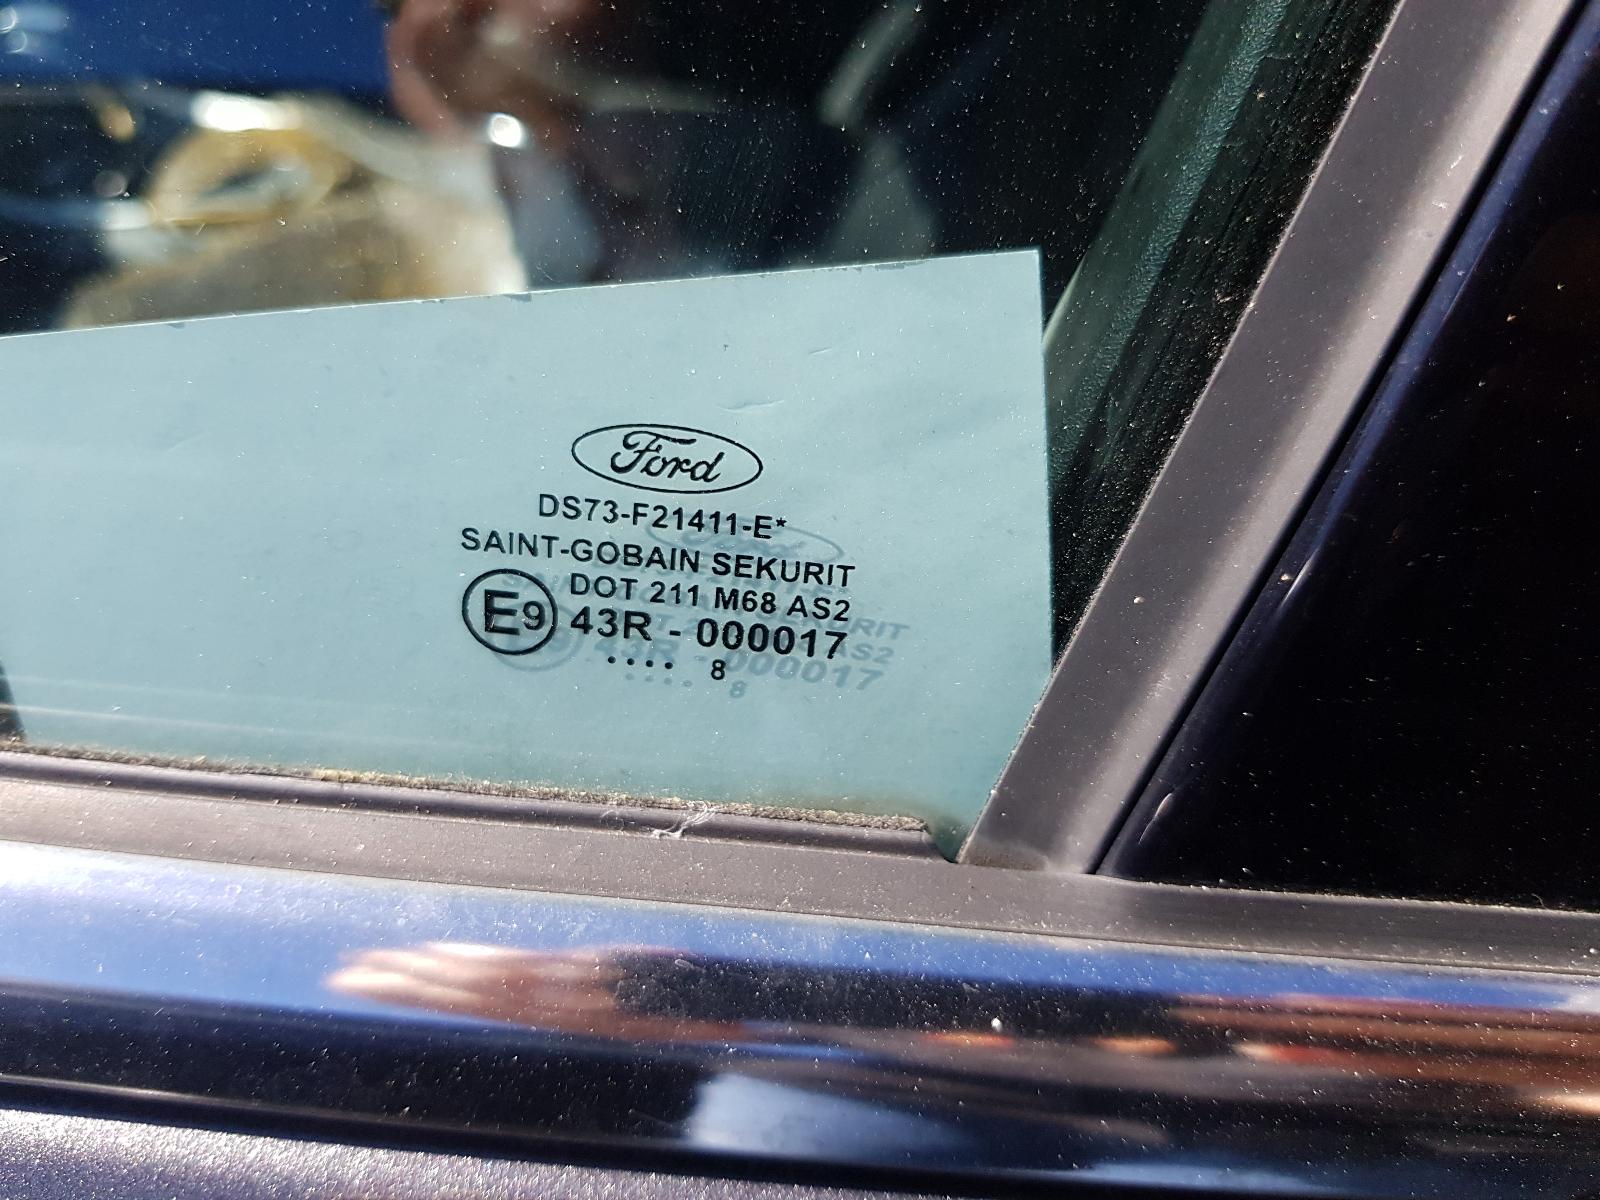 Ford
DS73-F21411-E*
SAINT-GOBAIN SEKURIT
DOT 211 M68 AS2
E9 43R - 000017
.... 8